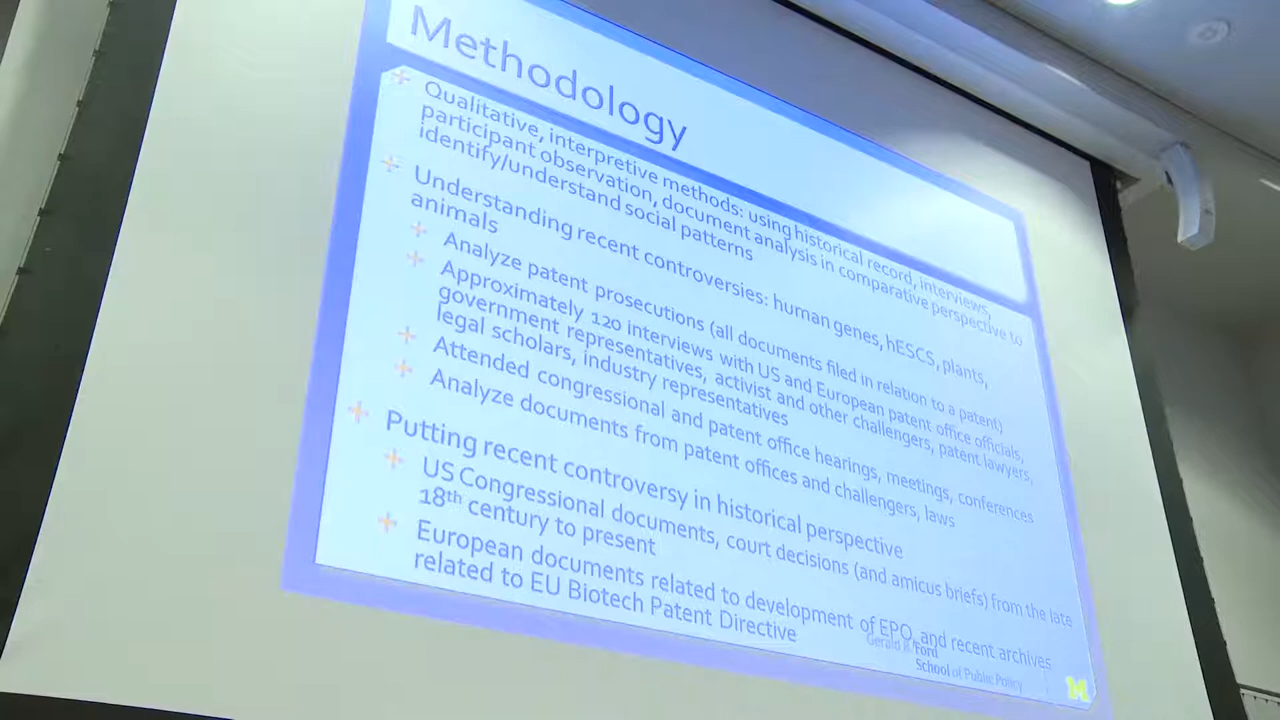 Methodology
Qualitative, interpretive methods: using historical record, interviews,
participant observation, document analysis in comparative perspective to
identify/understand social patterns
Understanding recent controversies: human genes, hESCS, plants,
animals
Analyze patent prosecutions (all documents filed in relation to a patent)
Approximately 120 interviews with US and European patent office officials,
government representatives, activist and other challengers, patent lawyers,
legal scholars, industry representatives
Attended congressional and patent office hearings, meetings, conferences
Analyze documents from patent offices and challengers, laws
Putting recent controversy in historical perspective
US Congressional documents, court decisions (and amicus briefs) from the late
18th century to present
European documents related to development of EPO, and recent archives
related to EU Biotech Patent Directive
Gerald R. Ford
School of Public Policy
M